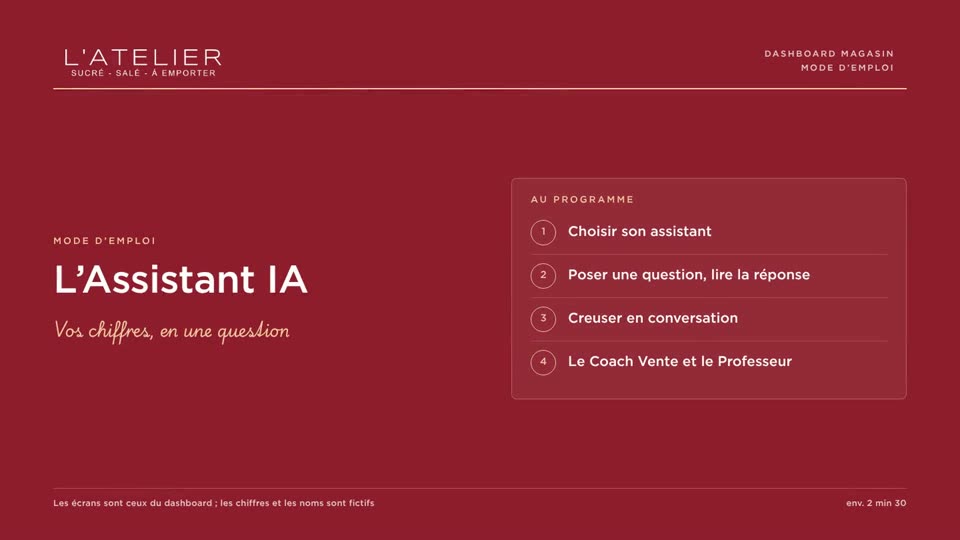 L'ATELIER
SUCRÉ - SALÉ - À EMPORTER
DASHBOARD MAGASIN
MODE D'EMPLOI
MODE D'EMPLOI
L’Assistant IA
Vos chiffres, en une question
AU PROGRAMME
1 Choisir son assistant
2 Poser une question, lire la réponse
3 Creuser en conversation
4 Le Coach Vente et le Professeur
Les écrans sont ceux du dashboard ; les chiffres et les noms sont fictifs
env. 2 min 30